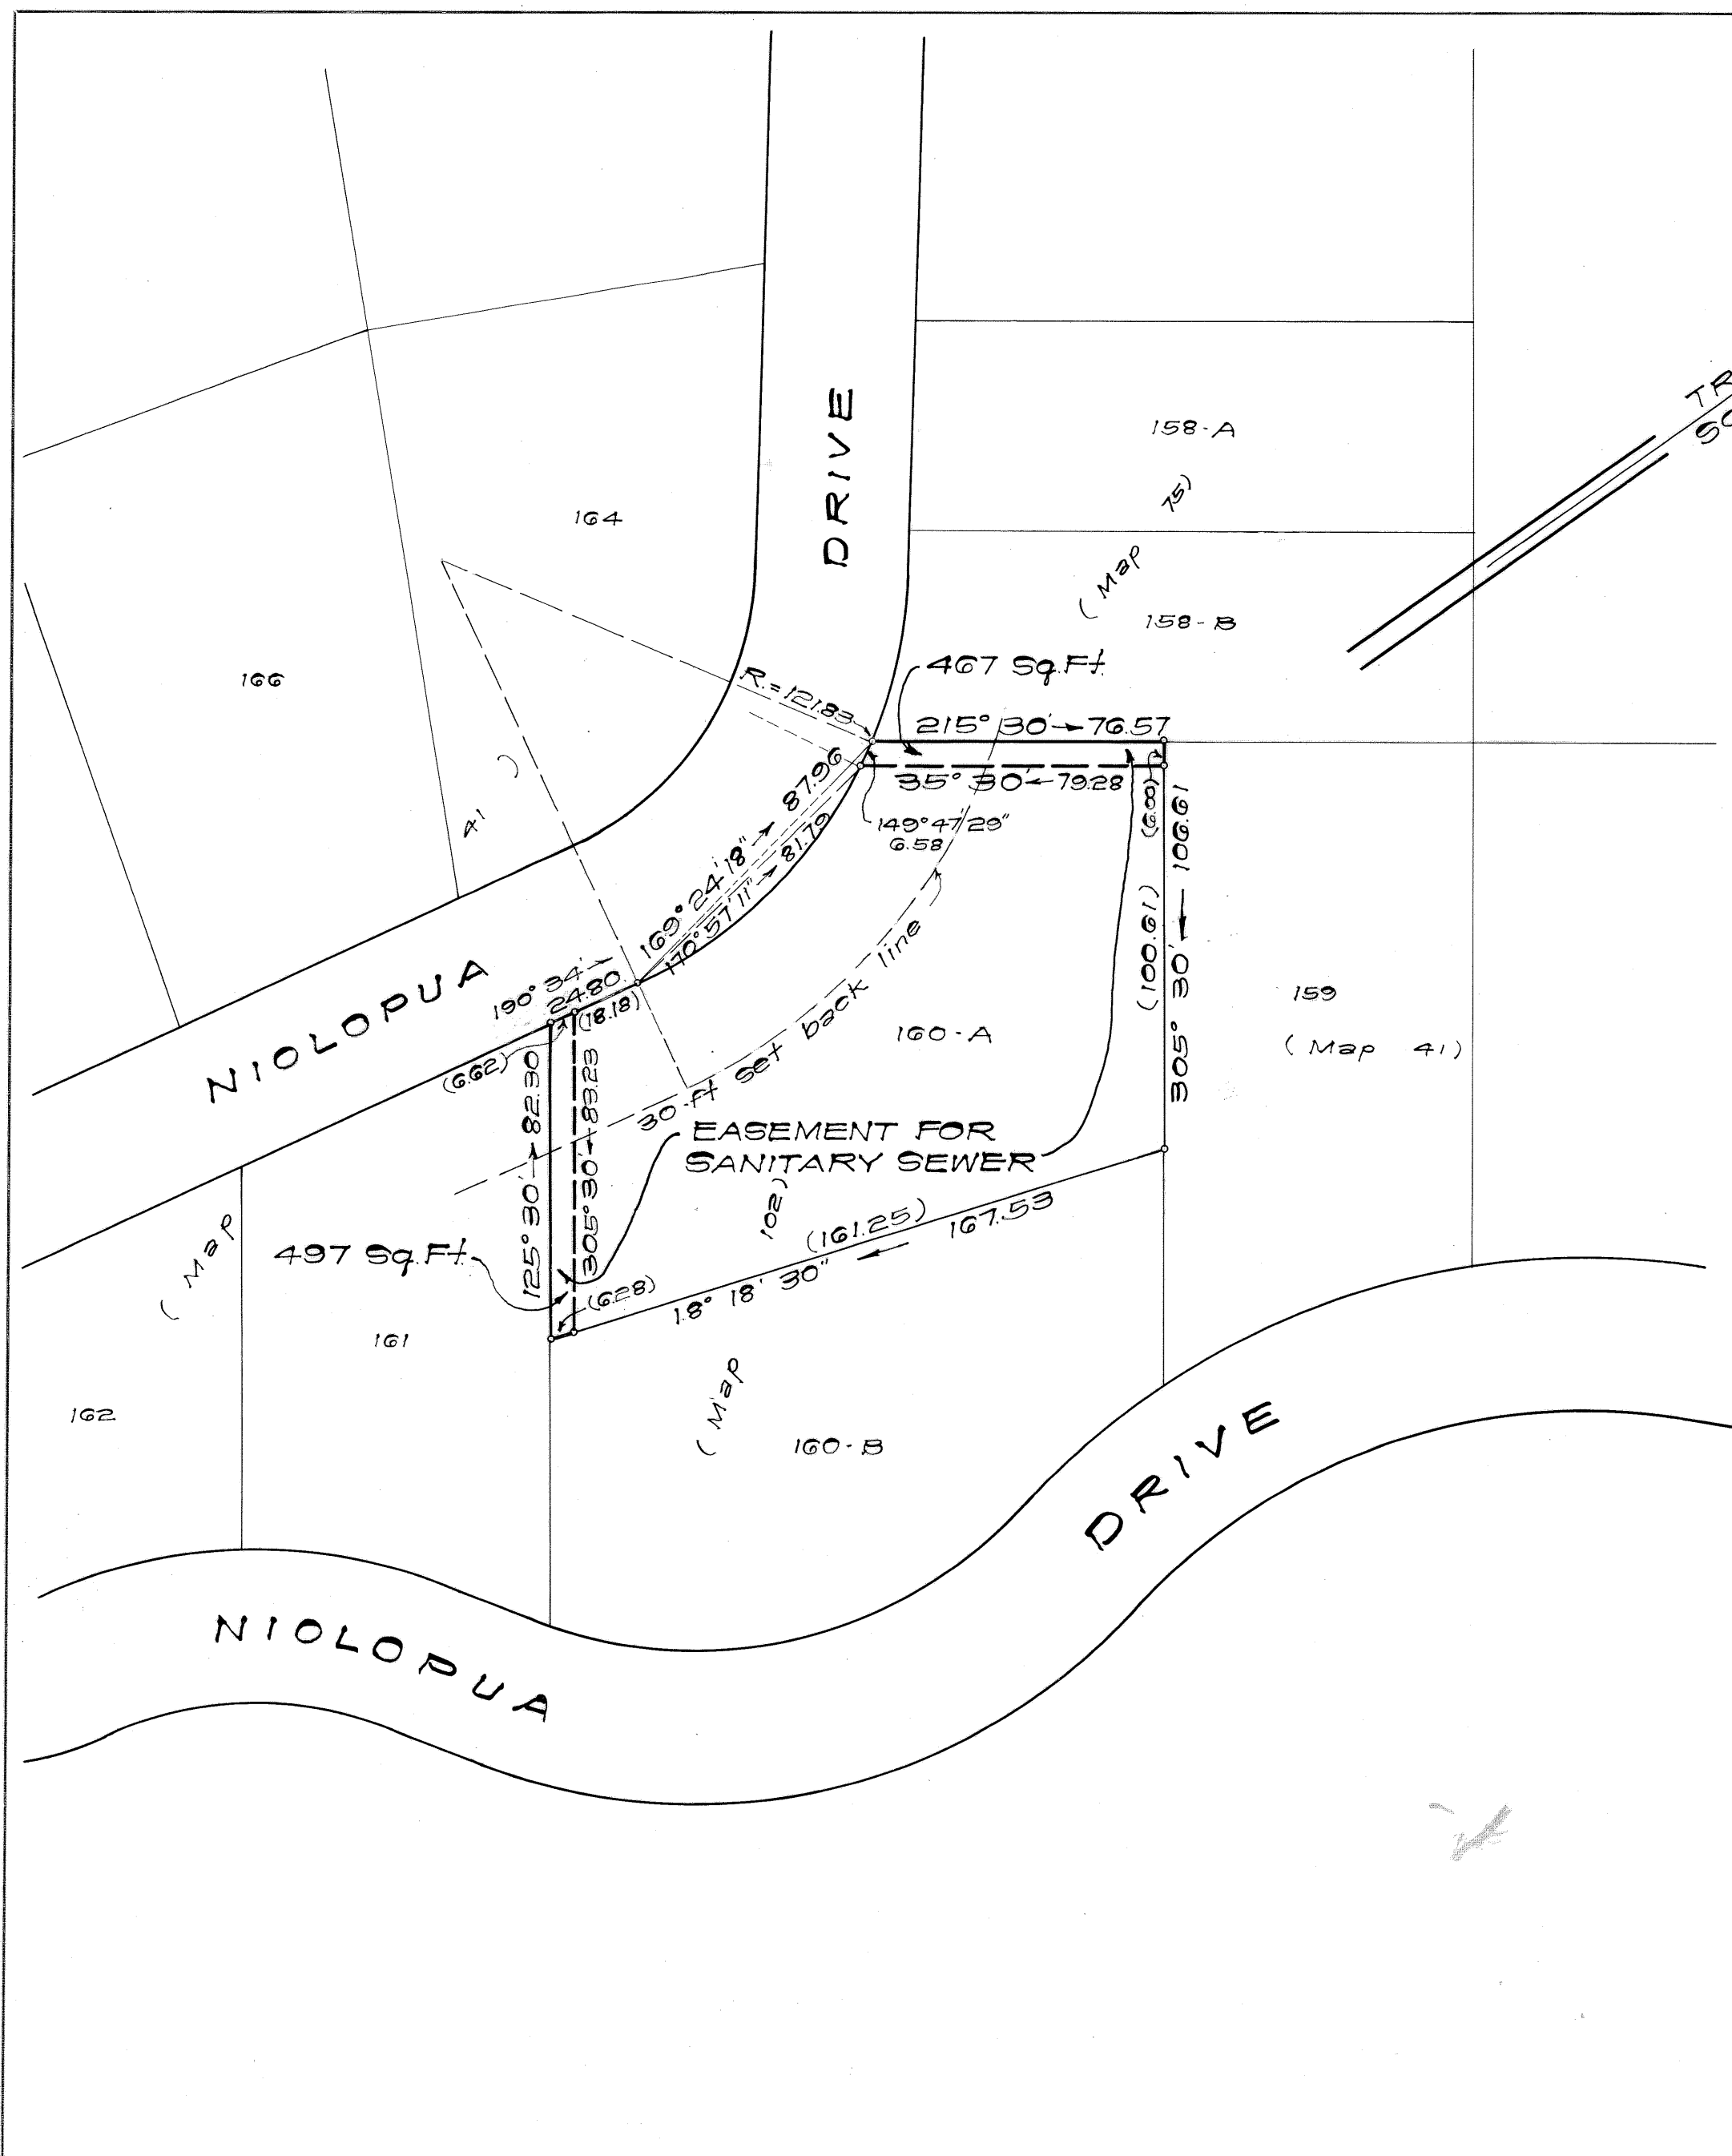 DRIVE
TR
SC
158-A
75)
( Map
158-B
164
166
41 )
R.=121.83
467 Sq.Ft.
215° 30' → 76.57
35° 30' ← 79.28
149° 47' 29"
6.58
(6.00)
(100.61)
305° 30' ← 106.61
169° 24' 18" → 87.96
170° 57' 11" → 81.79
190° 34' →
24.80
(18.18)
(6.62)
NIOLOPUA
30-ft set back line
160-A
159
( Map 41)
125° 30' → 82.30
305° 30' ← 83.23
EASEMENT FOR
SANITARY SEWER
102)
(161.25)
167.53
18° 18' 30"
(6.28)
497 Sq.Ft.
( Map
161
162
( Map
160-B
NIOLOPUA
DRIVE